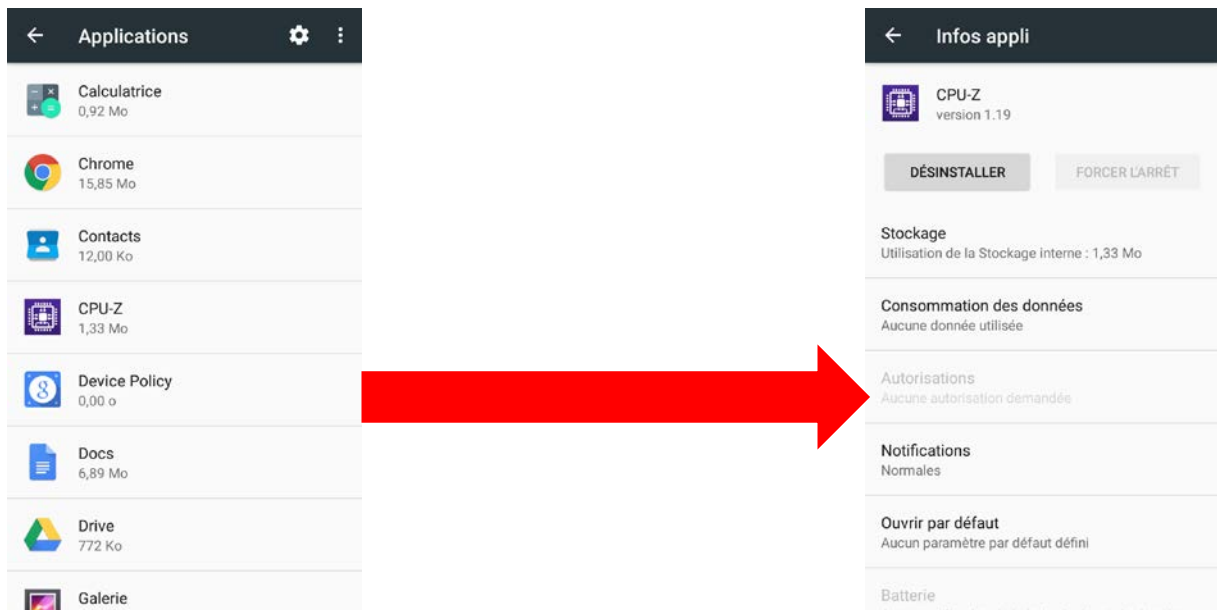 Applications
Calculatrice
0,92 Mo
Chrome
15,85 Mo
Contacts
12,00 Ko
CPU-Z
1,33 Mo
Device Policy
0,00 o
Docs
6,89 Mo
Drive
772 Ko
Galerie
Infos appli
CPU-Z
version 1.19
DÉSINSTALLER
FORCER L'ARRÊT
Stockage
Utilisation de la Stockage interne : 1,33 Mo
Consommation des données
Aucune donnée utilisée
Autorisations
Aucune autorisation demandée
Notifications
Normales
Ouvrir par défaut
Aucun paramètre par défaut défini
Batterie